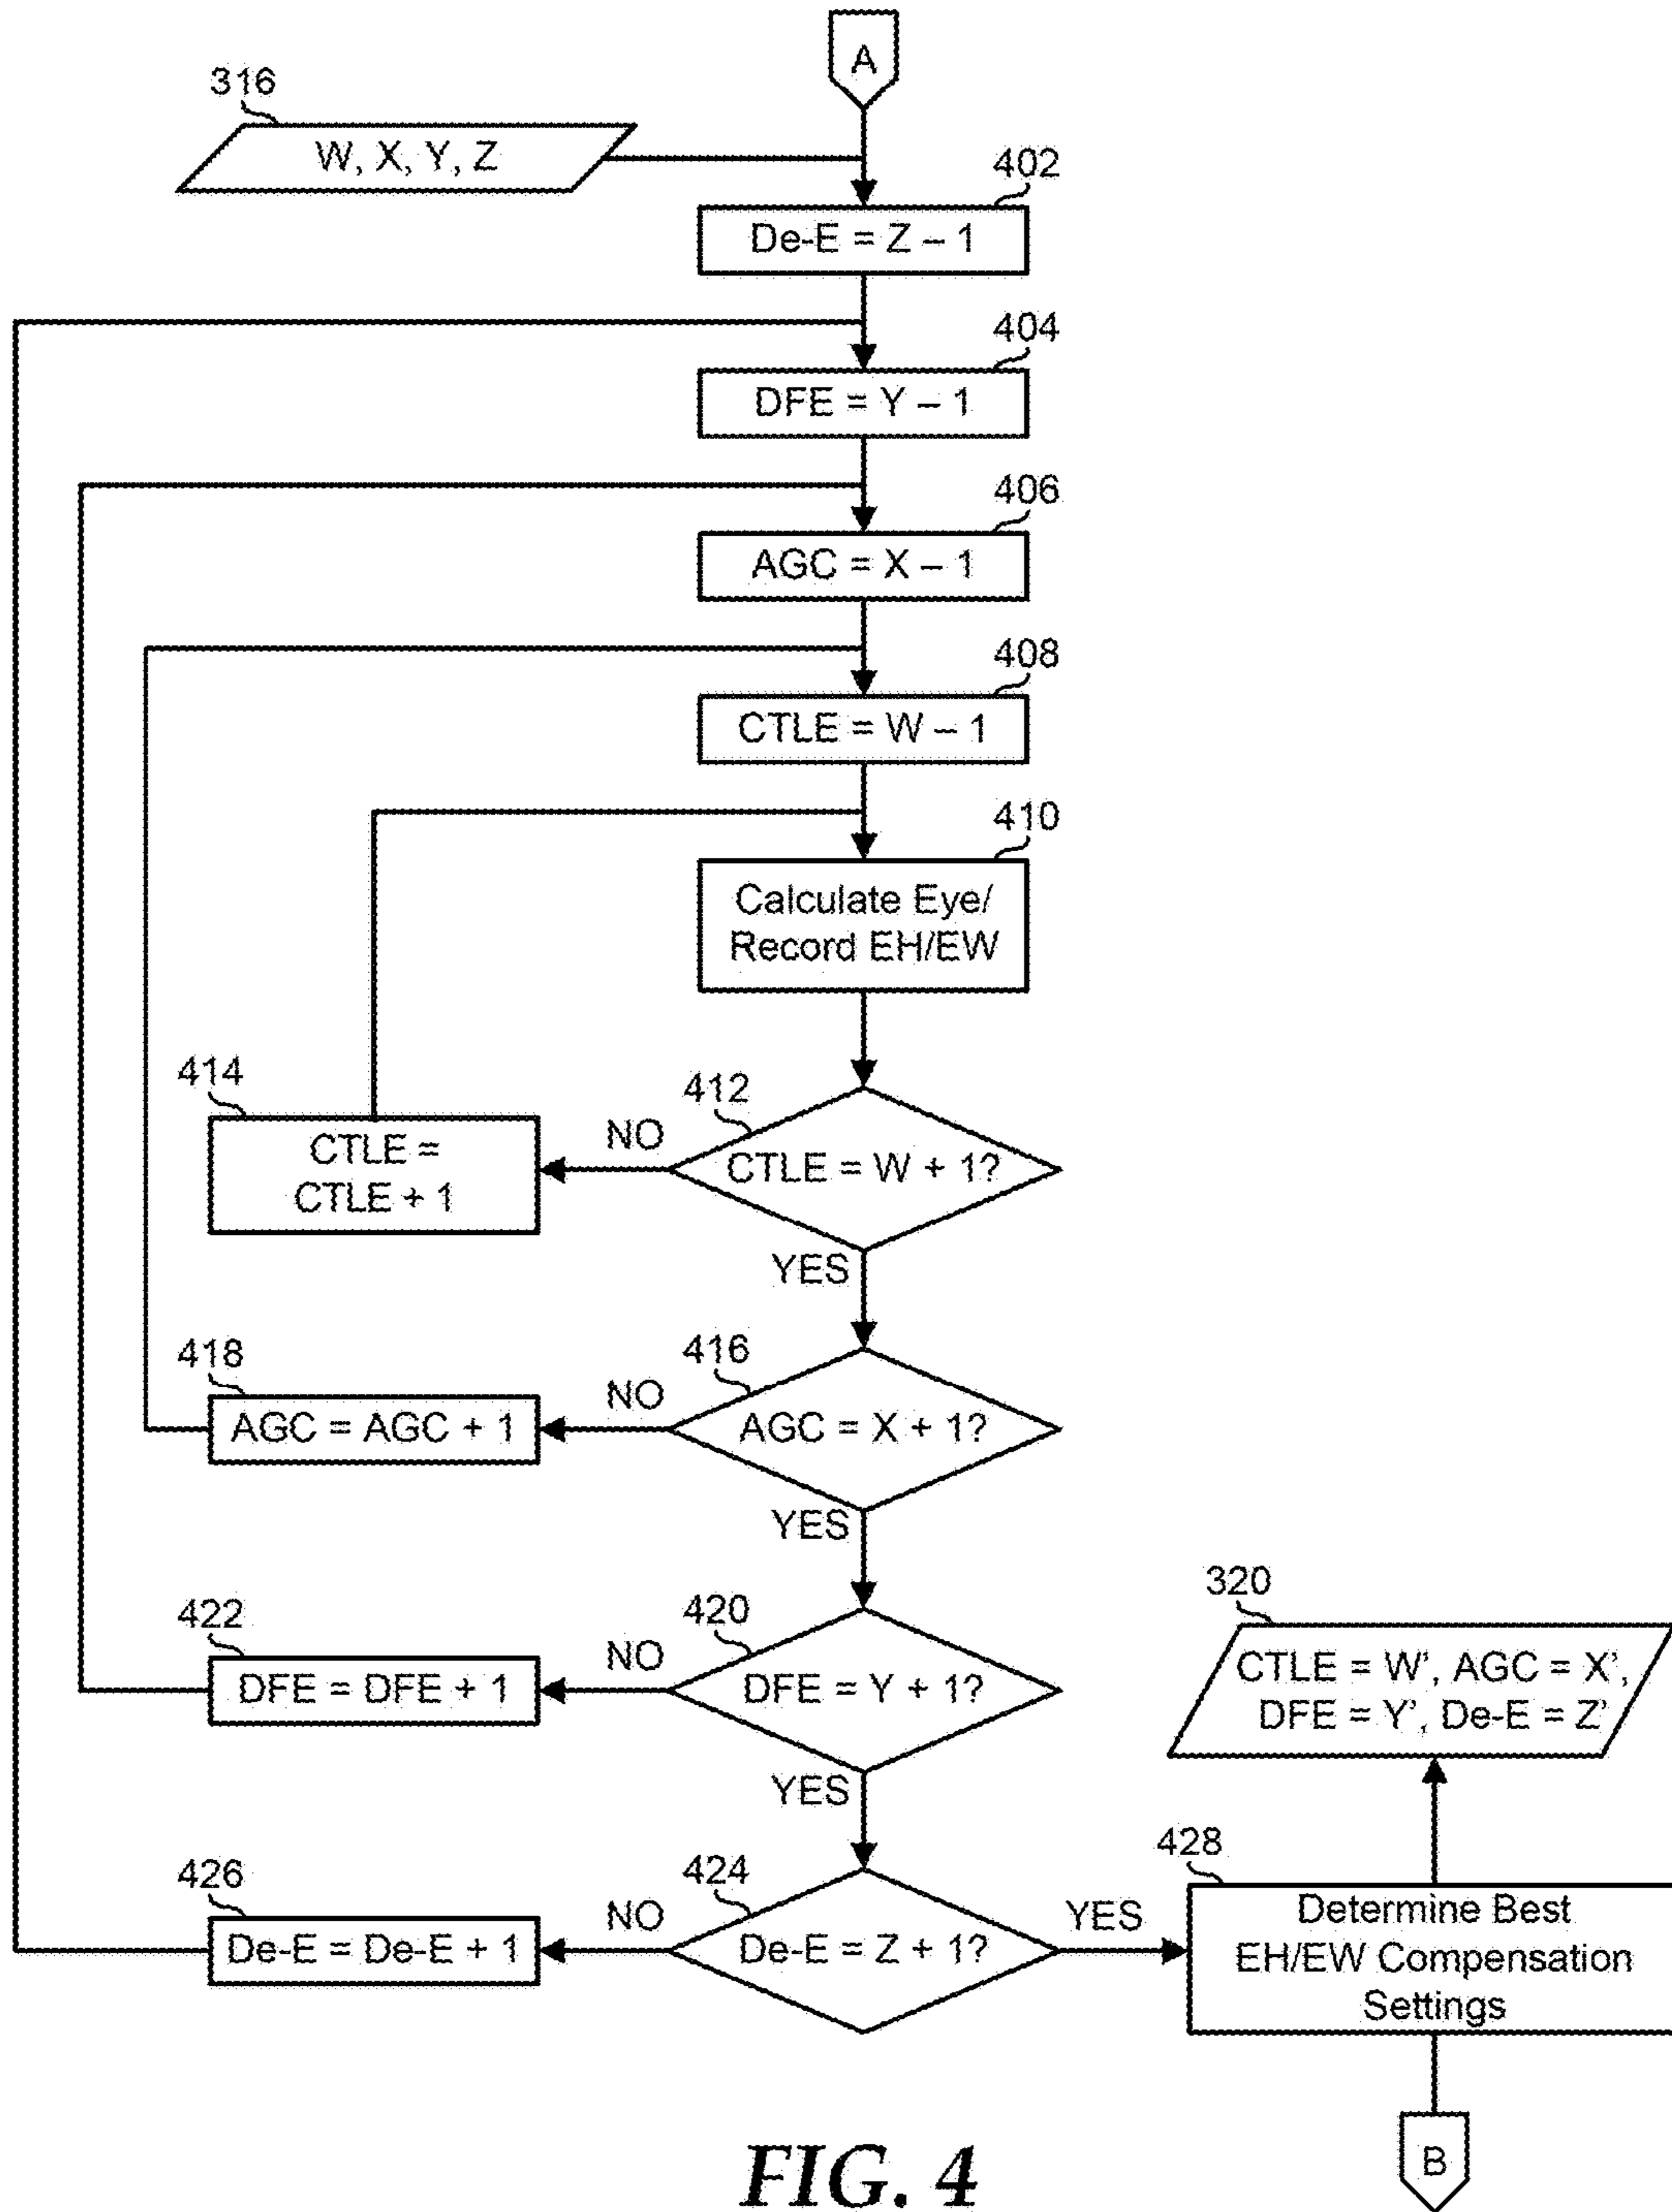 A
316
W, X, Y, Z
402
De-E = Z – 1
404
DFE = Y – 1
406
AGC = X – 1
408
CTLE = W – 1
410
Calculate Eye/
Record EH/EW
414
CTLE =
CTLE + 1
NO
412
CTLE = W + 1?
YES
418
AGC = AGC + 1
NO
416
AGC = X + 1?
YES
422
DFE = DFE + 1
NO
420
DFE = Y + 1?
YES
320
CTLE = W’, AGC = X’,
DFE = Y’, De-E = Z’
426
De-E = De-E + 1
NO
424
De-E = Z + 1?
YES
428
Determine Best
EH/EW Compensation
Settings
B
FIG. 4